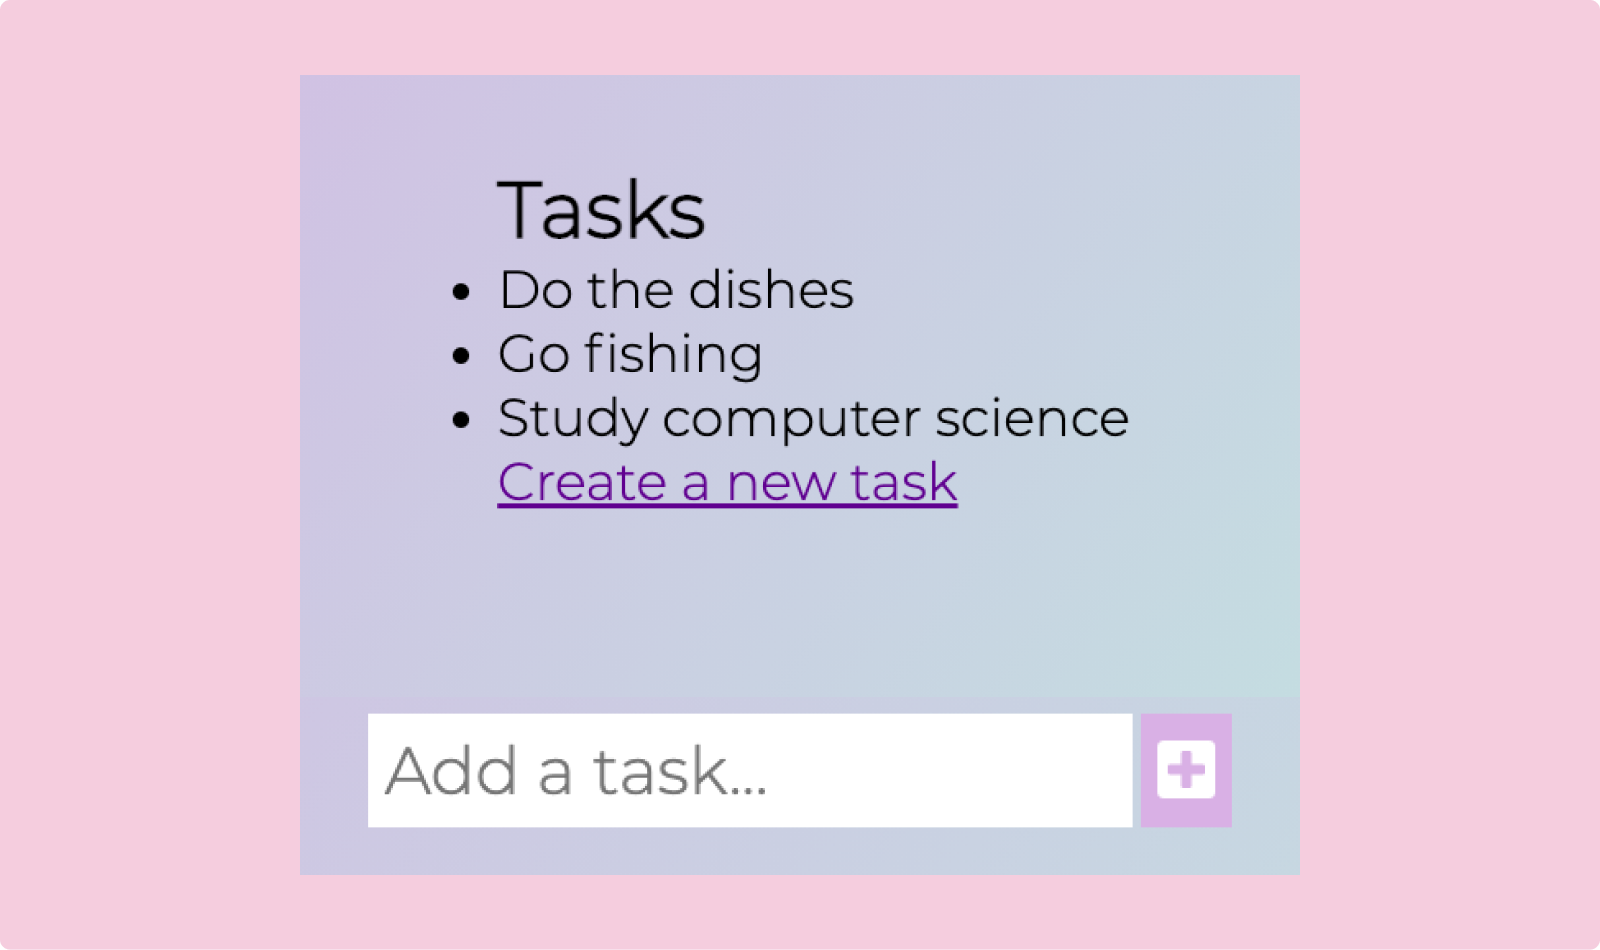 Tasks
Do the dishes
Go fishing
Study computer science
Create a new task
Add a task...